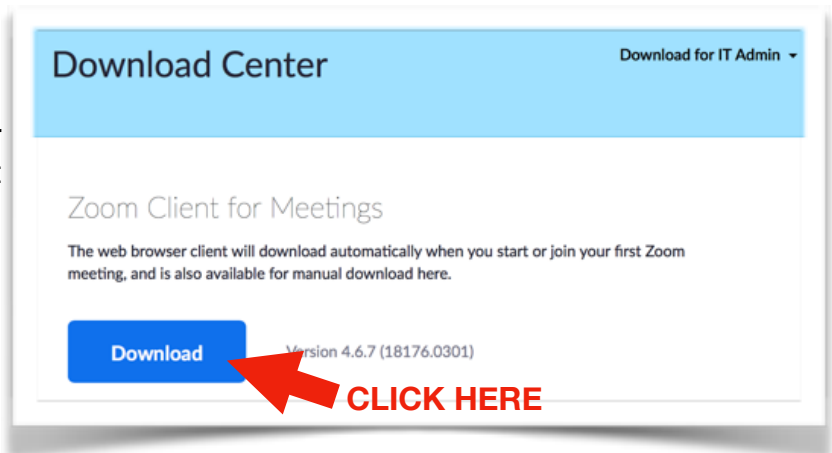 Download Center
Download for IT Admin
Zoom Client for Meetings
The web browser client will download automatically when you start or join your first Zoom
meeting, and is also available for manual download here.
Download
Version 4.6.7 (18176.0301)
CLICK HERE